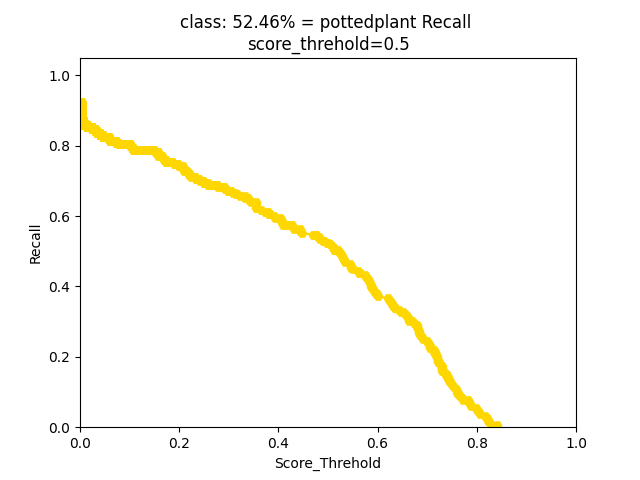 class: 52.46% = pottedplant Recall
score_threhold=0.5
1.0
0.8
0.6
0.4
0.2
0.0
Recall
0.0 0.2 0.4 0.6 0.8 1.0
Score_Threhold